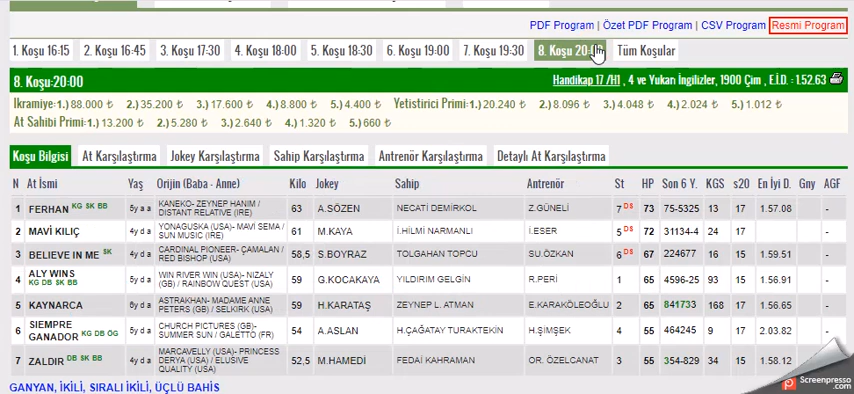 PDF Program | Özet PDF Program | CSV Program Resmi Program
1. Koşu 16:15 2. Koşu 16:45 3. Koşu 17:30 4. Koşu 18:00 5. Koşu 18:30 6. Koşu 19:00 7. Koşu 19:30 8. Koşu 20:00 Tüm Koşular
8. Koşu:20:00 Handikap 17 /H1 , 4 ve Yukarı İngilizler, 1900 Çim , E.İ.D. : 1.52.63
İkramiye: 1.) 88.000 ₺ 2.) 35.200 ₺ 3.) 17.600 ₺ 4.) 8.800 ₺ 5.) 4.400 ₺ Yetistirici Primi: 1.) 20.240 ₺ 2.) 8.096 ₺ 3.) 4.048 ₺ 4.) 2.024 ₺ 5.) 1.012 ₺
At Sahibi Primi: 1.) 13.200 ₺ 2.) 5.280 ₺ 3.) 2.640 ₺ 4.) 1.320 ₺ 5.) 660 ₺
Koşu Bilgisi At Karşılaştırma Jokey Karşılaştırma Sahip Karşılaştırma Antrenör Karşılaştırma Detaylı At Karşılaştırma
N At İsmi Yaş Orijin (Baba - Anne) Kilo Jokey Sahip Antrenör St HP Son 6 Y. KGS s20 En İyi D. Gny AGF
1 FERHAN KG SK BB 5y a a KANEKO- ZEYNEP HANIM / DISTANT RELATIVE (IRE) 63 A.SÖZEN NECATİ DEMİRKOL Z.GÜNELİ 7 DS 73 75-5325 13 17 1.57.08 -
2 MAVİ KILIÇ 4y d a YONAGUSKA (USA)- MAVI SEMA / SUN MUSIC (IRE) 61 M.KAYA İ.HİLMİ NARMANLI İ.ESER 5 DS 72 31134-4 24 17 -
3 BELIEVE IN ME SK 4y d a CARDINAL PIONEER- ÇAMALAN / RED BISHOP (USA) 58,5 S.BOYRAZ TOLGAHAN TOPCU SU.ÖZKAN 6 DS 67 224677 16 15 1.59.51 -
4 ALY WINS KG DB SK BB 5y d a WIN RIVER WIN (USA)- NIZALY (GB) / RAINBOW QUEST (USA) 59 G.KOCAKAYA YILDIRIM GELGİN R.PERİ 1 65 4596-25 93 15 1.56.91 -
5 KAYNARCA 8y d a ASTRAKHAN- MADAME ANNE PETERS (GB) / SELKIRK (USA) 59 H.KARATAŞ ZEYNEP L. ATMAN E.KARAKÖLEOĞLU 2 65 841733 168 17 1.56.65 -
6 SIEMPRE GANADOR KG DB ÖG 5y d a CHURCH PICTURES (GB)- SUMMER SUN / GALETTO (FR) 54 A.ASLAN H.ÇAĞATAY TURAKTEKİN H.ŞİMŞEK 4 55 464245 9 17 2.03.82 -
7 ZALDIR DB SK BB 4y d a MARCAVELLY (USA)- PRINCESS DERYA (USA) / ELUSIVE QUALITY (USA) 52,5 M.HAMEDİ FEDAİ KAHRAMAN OR. ÖZELCANAT 3 55 354-829 34 15 1.58.12
GANYAN, İKİLİ, SIRALI İKİLİ, ÜÇLÜ BAHİS
Screenpresso